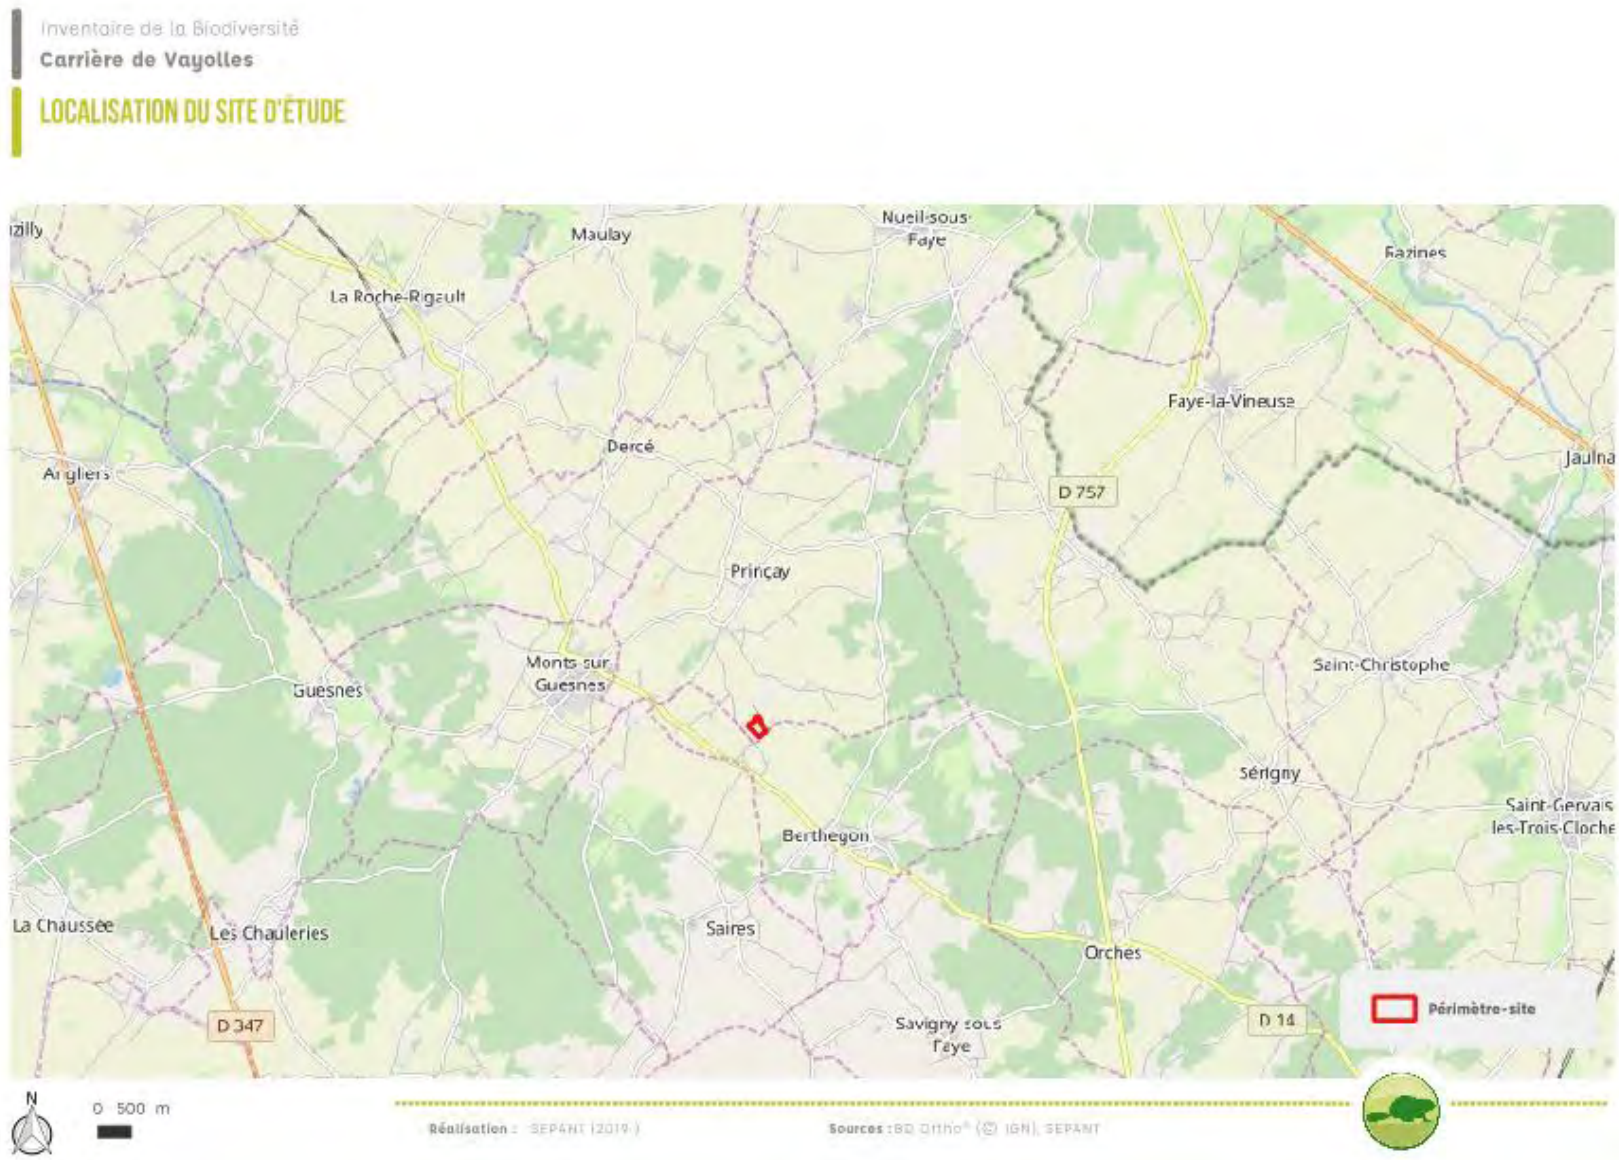 Inventaire de la Biodiversité
Carrière de Vayolles
LOCALISATION DU SITE D'ÉTUDE
Nueil-sous-
Faye
zilly
Maulay
Razines
La Roche-Rigault
Faye-la-Vineuse
Dercé
Angliers
Jaulna
D 757
Prinçay
Monts-sur-
Guesnes
Saint-Christophe
Guesnes
Sérigny
Saint-Gervais
les-Trois-Cloche
Berthegon
La Chaussée
Les Chauleries
Saires
Orches
D 347
Savigny sous
Faye
D 14
Périmètre-site
N
0 500 m
Réalisation : SEPANT (2019)
Sources : BD Ortho® (© IGN), SEPANT